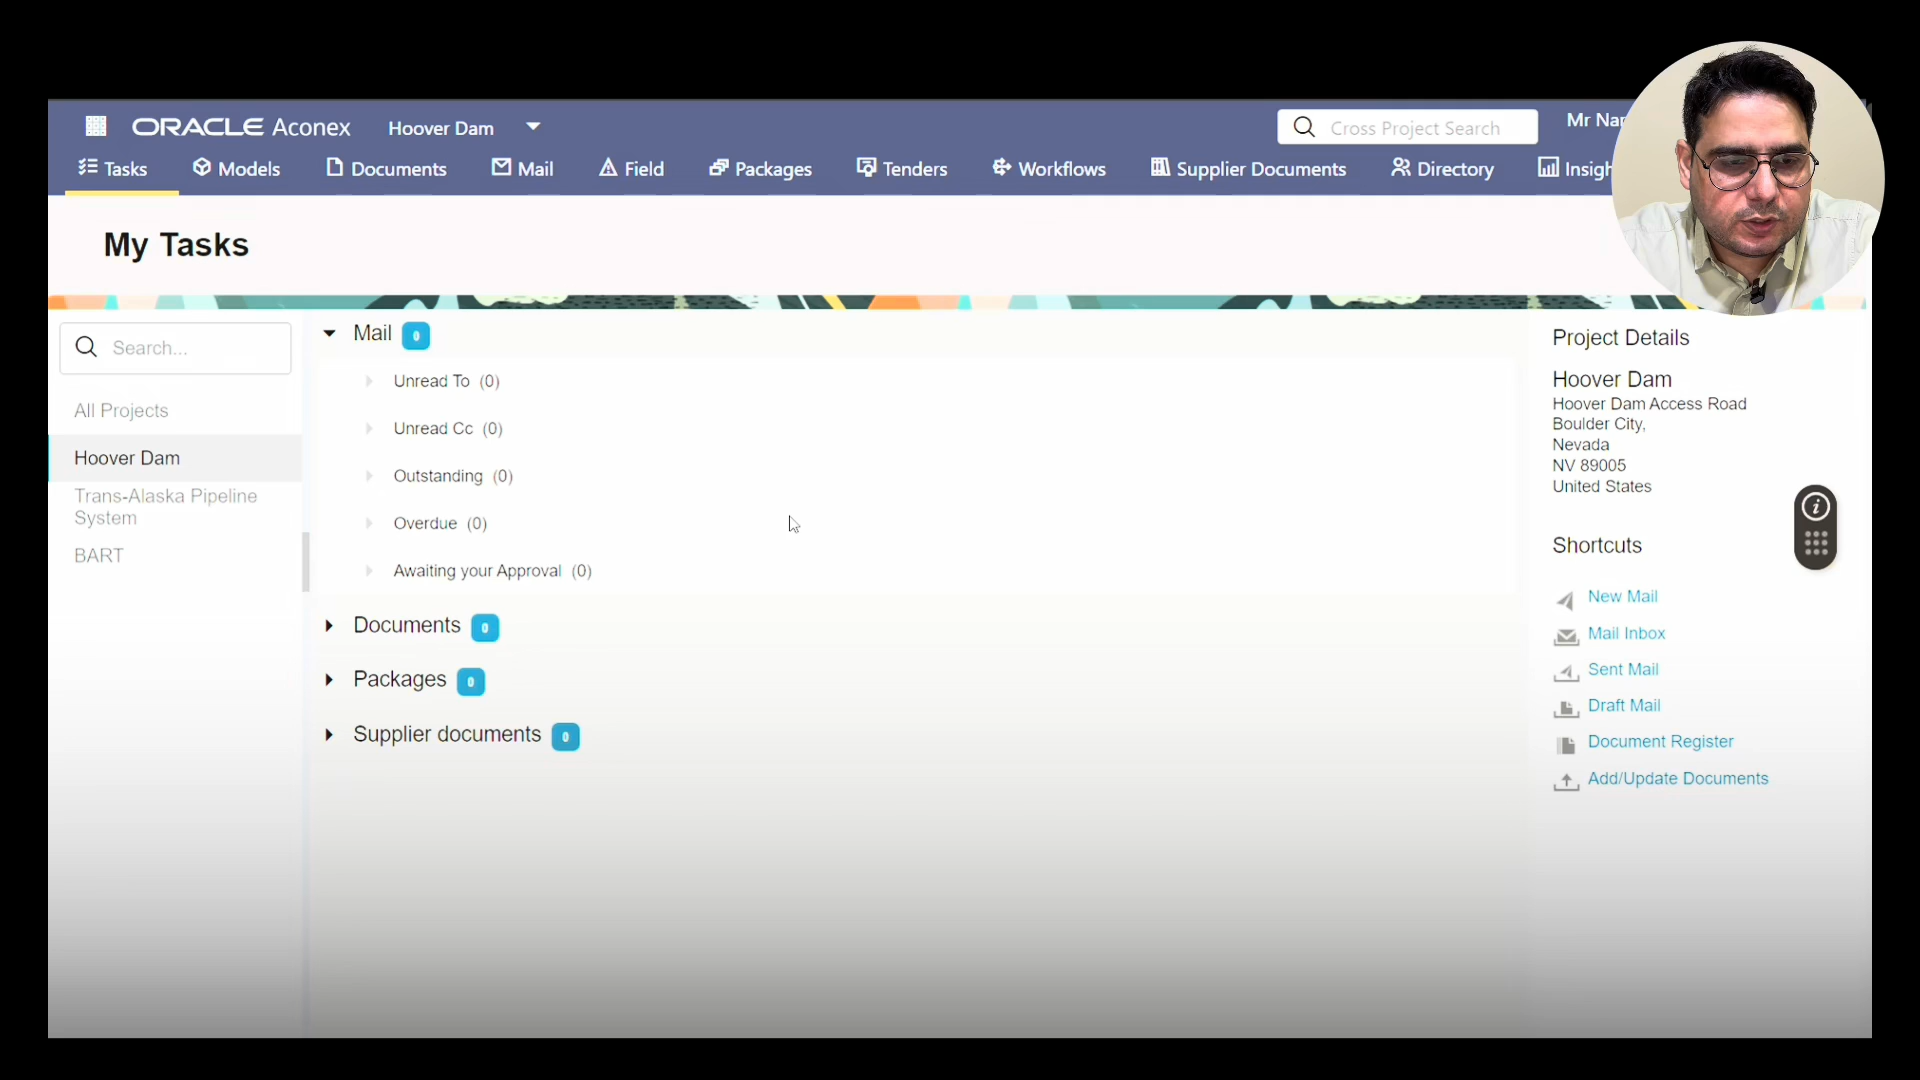 ORACLE Aconex Hoover Dam Cross Project Search Mr
Tasks Models Documents Mail Field Packages Tenders Workflows Supplier Documents Directory
My Tasks
Search...
All Projects
Hoover Dam
Trans-Alaska Pipeline
System
BART
Mail 0
Unread To (0)
Unread Cc (0)
Outstanding (0)
Overdue (0)
Awaiting your Approval (0)
Documents 0
Packages 0
Supplier documents 0
Project Details
Hoover Dam
Hoover Dam Access Road
Boulder City,
Nevada
NV 89005
United States
Shortcuts
New Mail
Mail Inbox
Sent Mail
Draft Mail
Document Register
Add/Update Documents